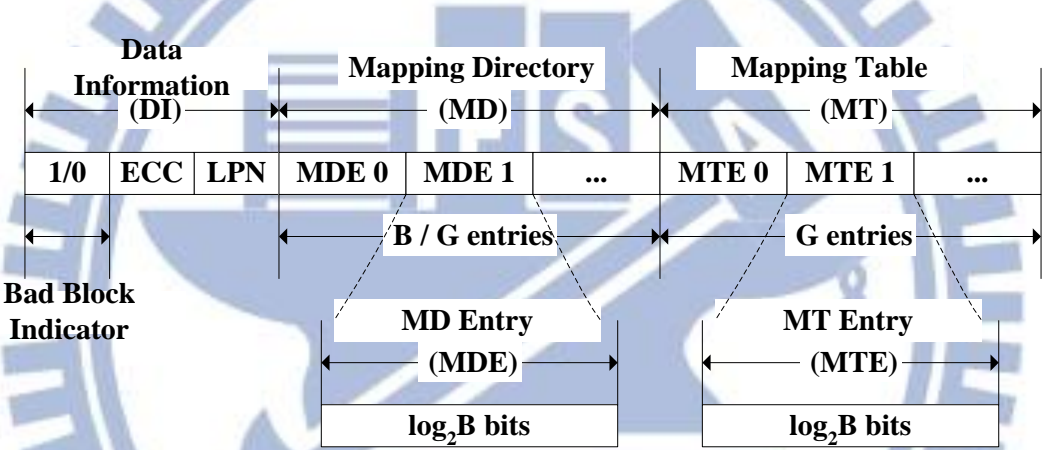 Data
Information
(DI)
Mapping Directory
(MD)
Mapping Table
(MT)
1/0 ECC LPN MDE 0 MDE 1 ... MTE 0 MTE 1 ...
B / G entries
G entries
Bad Block
Indicator
MD Entry
(MDE)
MT Entry
(MTE)
log₂B bits
log₂B bits